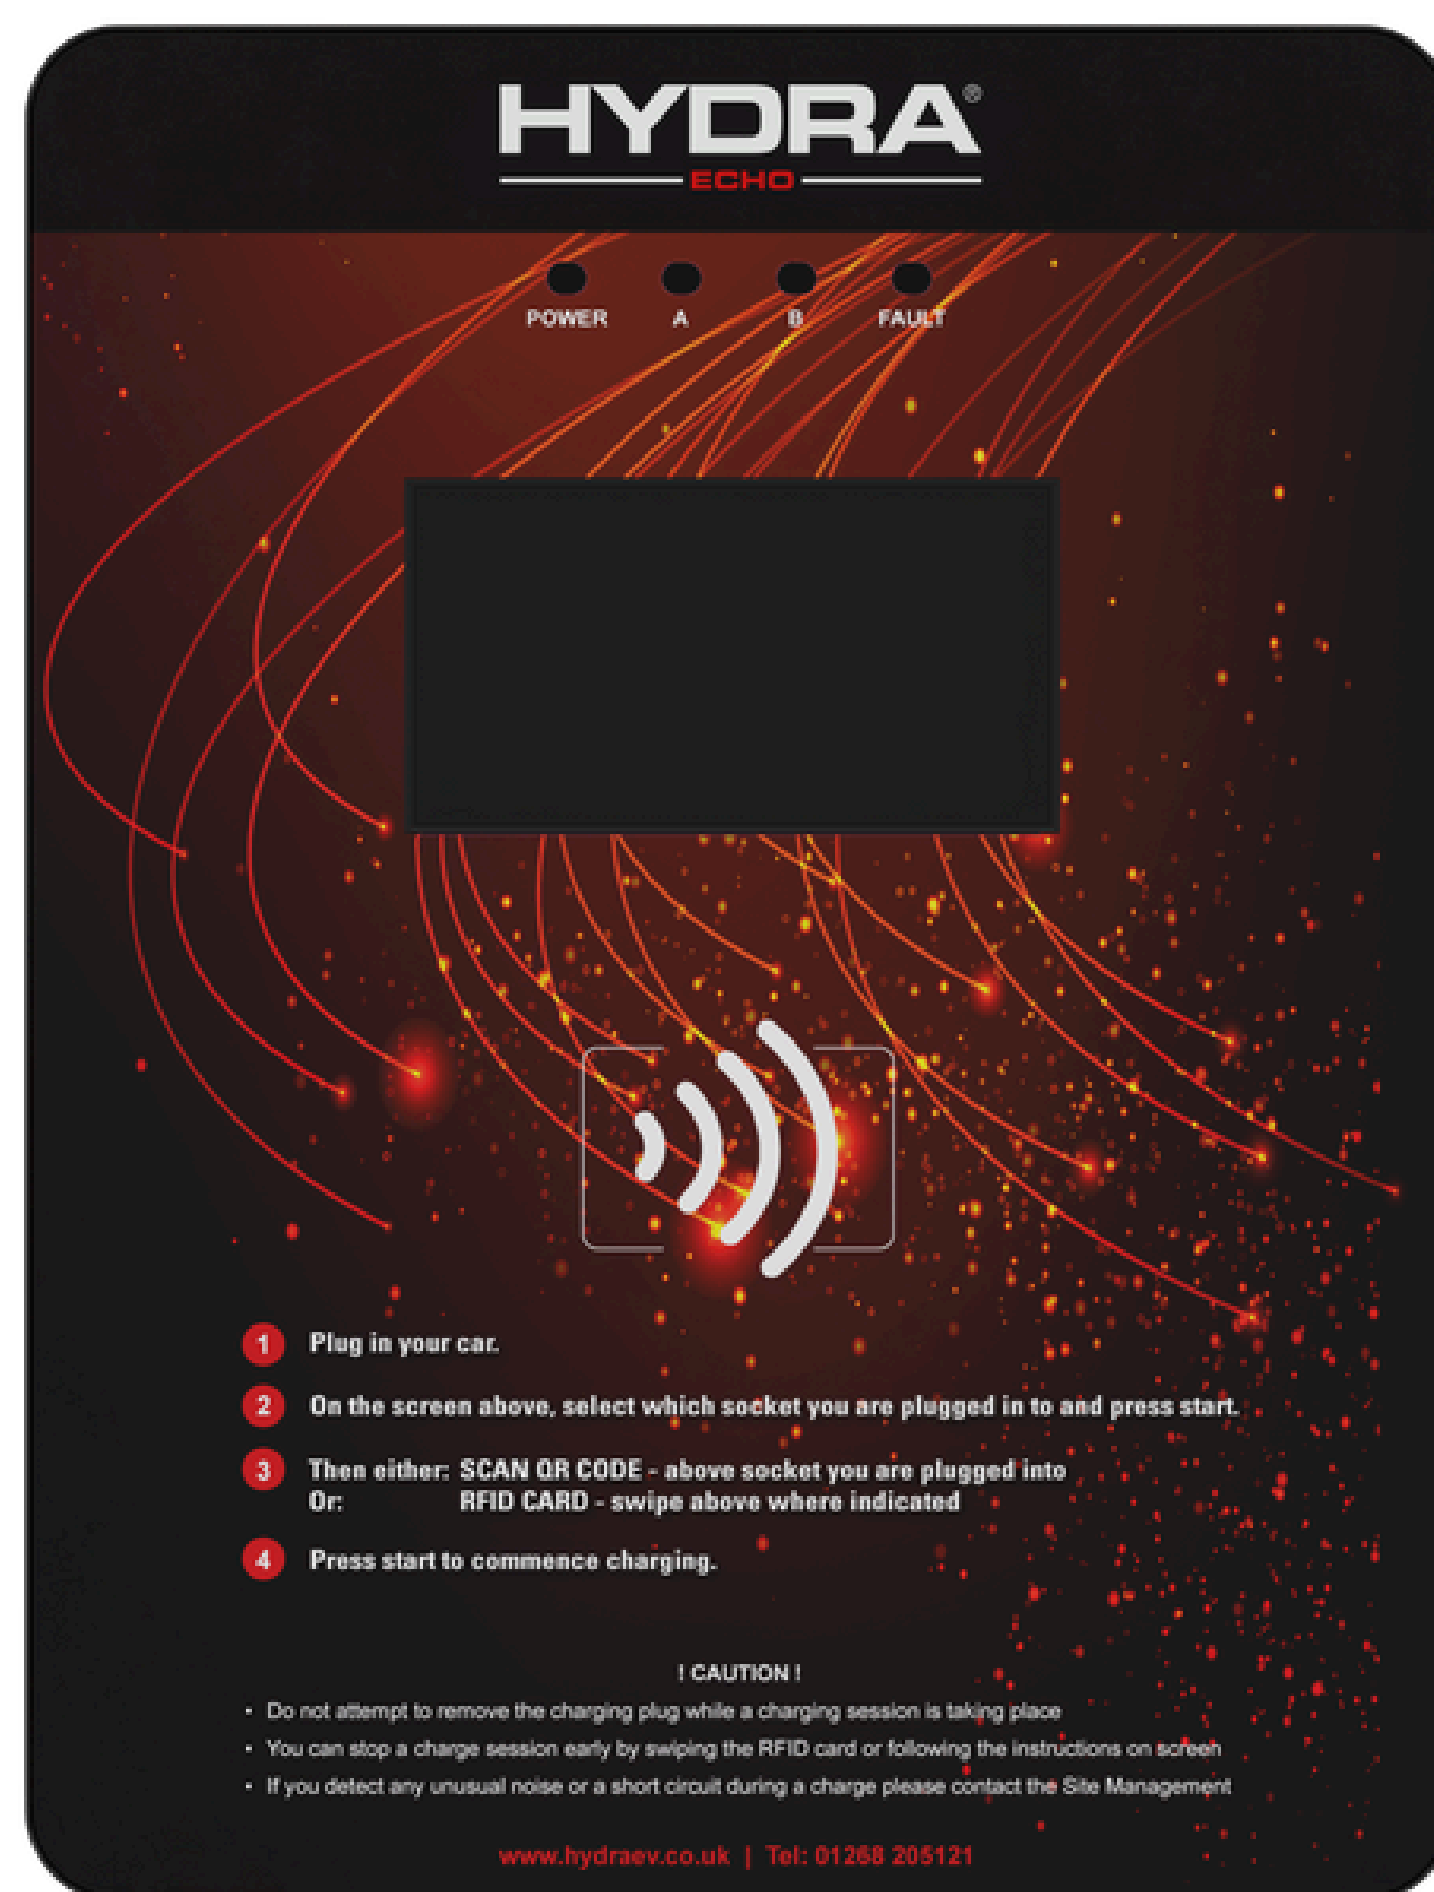 HYDRA®
ECHO
POWER A B FAULT
1 Plug in your car.
2 On the screen above, select which socket you are plugged in to and press start.
3 Then either: SCAN QR CODE - above socket you are plugged into
Or: RFID CARD - swipe above where indicated
4 Press start to commence charging.
! CAUTION !
• Do not attempt to remove the charging plug while a charging session is taking place
• You can stop a charge session early by swiping the RFID card or following the instructions on screen
• If you detect any unusual noise or a short circuit during a charge please contact the Site Management
www.hydraev.co.uk | Tel: 01268 205121